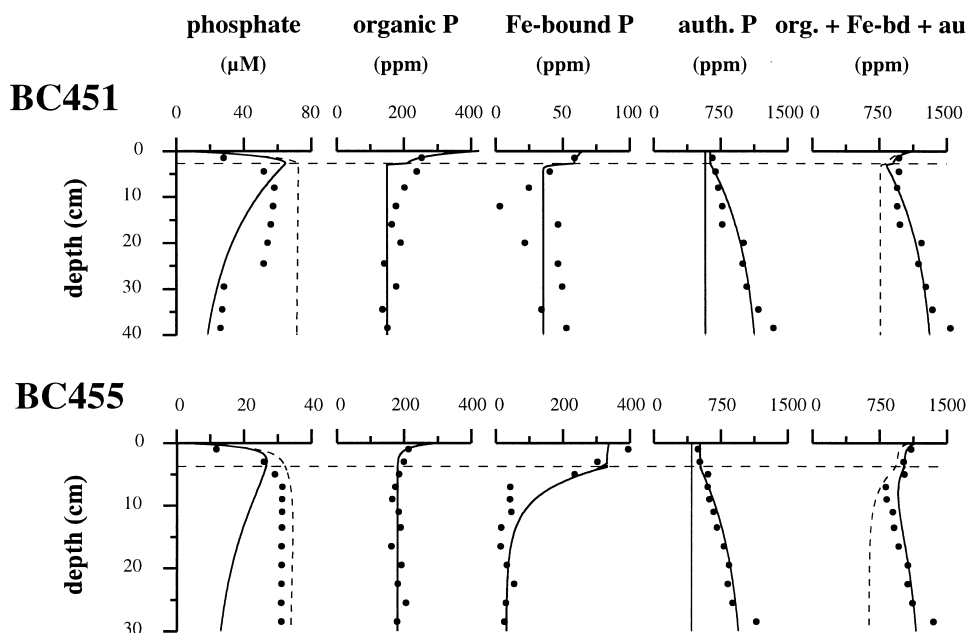 phosphate organic P Fe-bound P auth. P org. + Fe-bd + au
(µM) (ppm) (ppm) (ppm) (ppm)
BC451
0 40 80 0 200 400 0 50 100 0 750 1500 0 750 1500
0
10
20
30
40
depth (cm)
BC455
0 20 40 0 200 400 0 200 400 0 750 1500 0 750 1500
0
10
20
30
depth (cm)